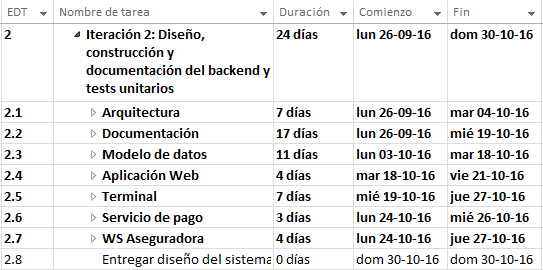 EDT Nombre de tarea Duración Comienzo Fin
2 Iteración 2: Diseño, 24 días lun 26-09-16 dom 30-10-16
construcción y
documentación del backend y
tests unitarios
2.1 Arquitectura 7 días lun 26-09-16 mar 04-10-16
2.2 Documentación 17 días lun 26-09-16 mié 19-10-16
2.3 Modelo de datos 11 días lun 03-10-16 mar 18-10-16
2.4 Aplicación Web 4 días mar 18-10-16 vie 21-10-16
2.5 Terminal 7 días mié 19-10-16 jue 27-10-16
2.6 Servicio de pago 3 días lun 24-10-16 mié 26-10-16
2.7 WS Aseguradora 4 días lun 24-10-16 jue 27-10-16
2.8 Entregar diseño del sistema 0 días dom 30-10-16 dom 30-10-16